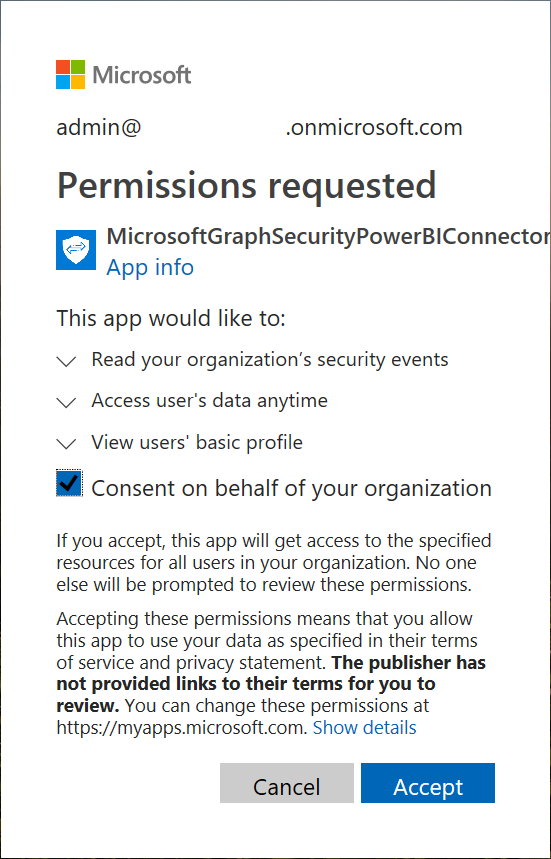 Microsoft
admin@ .onmicrosoft.com
Permissions requested
MicrosoftGraphSecurityPowerBIConnector
App info
This app would like to:
Read your organization’s security events
Access user's data anytime
View users' basic profile
Consent on behalf of your organization
If you accept, this app will get access to the specified
resources for all users in your organization. No one
else will be prompted to review these permissions.
Accepting these permissions means that you allow
this app to use your data as specified in their terms
of service and privacy statement. The publisher has
not provided links to their terms for you to
review. You can change these permissions at
https://myapps.microsoft.com. Show details
Cancel Accept